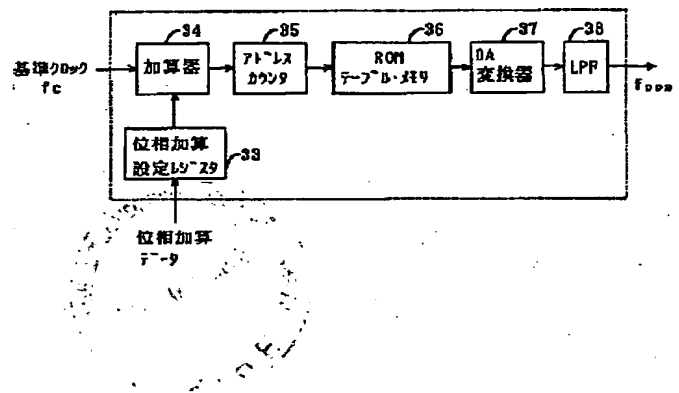 34
35
36
37
38
基準クロック
fc
加算器
アドレス
カウンタ
ROM
テーブル・メモリ
DA
変換器
LPF
位相加算
設定レジスタ
33
位相加算
データ